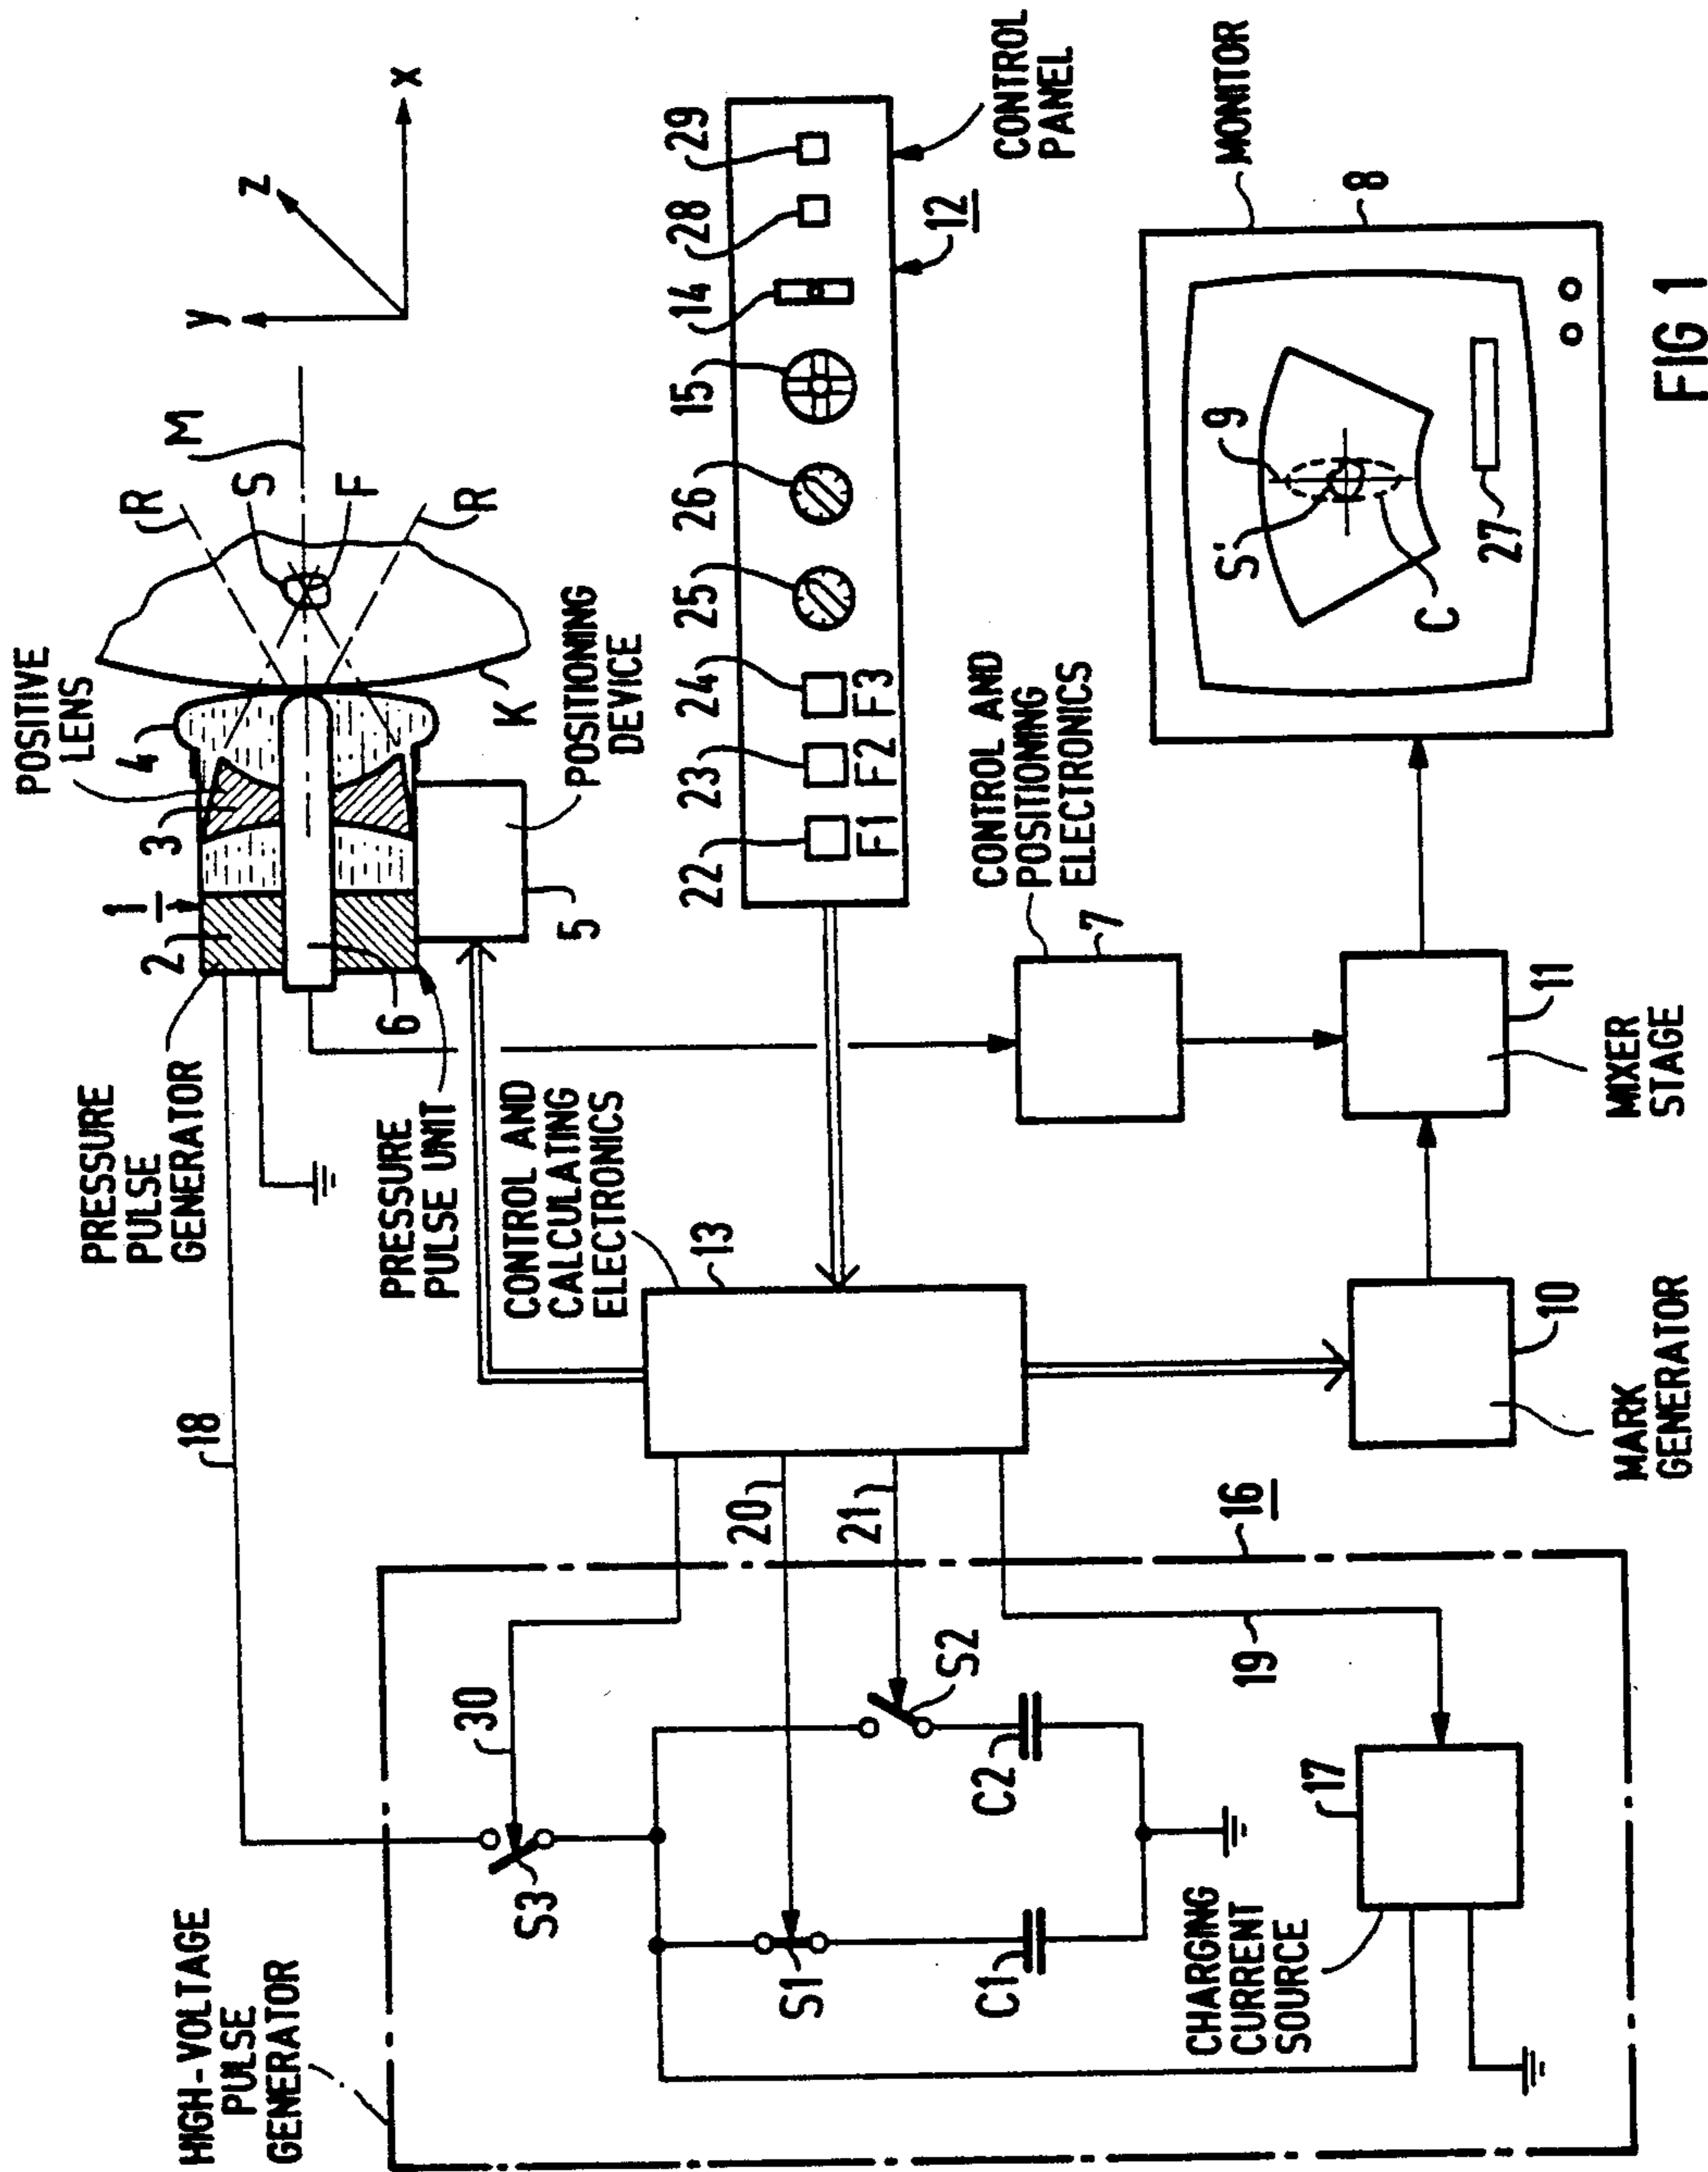 HIGH-VOLTAGE
PULSE
GENERATOR
18
PRESSURE
PULSE
GENERATOR
2
1
3
4
POSITIVE
LENS
R
S
M
F
R
y
z
x
6
5
K
POSITIONING
DEVICE
PRESSURE
PULSE UNIT
CONTROL AND
CALCULATING
ELECTRONICS
13
30
S3
20
21
16
S1
S2
C1
C2
19
CHARGING
CURRENT
SOURCE
17
22
23
24
25
26
15
14
28
29
F1
F2
F3
12
CONTROL
PANEL
CONTROL AND
POSITIONING
ELECTRONICS
7
MONITOR
8
S'
9
C
27
10
MARK
GENERATOR
11
MIXER
STAGE
FIG 1